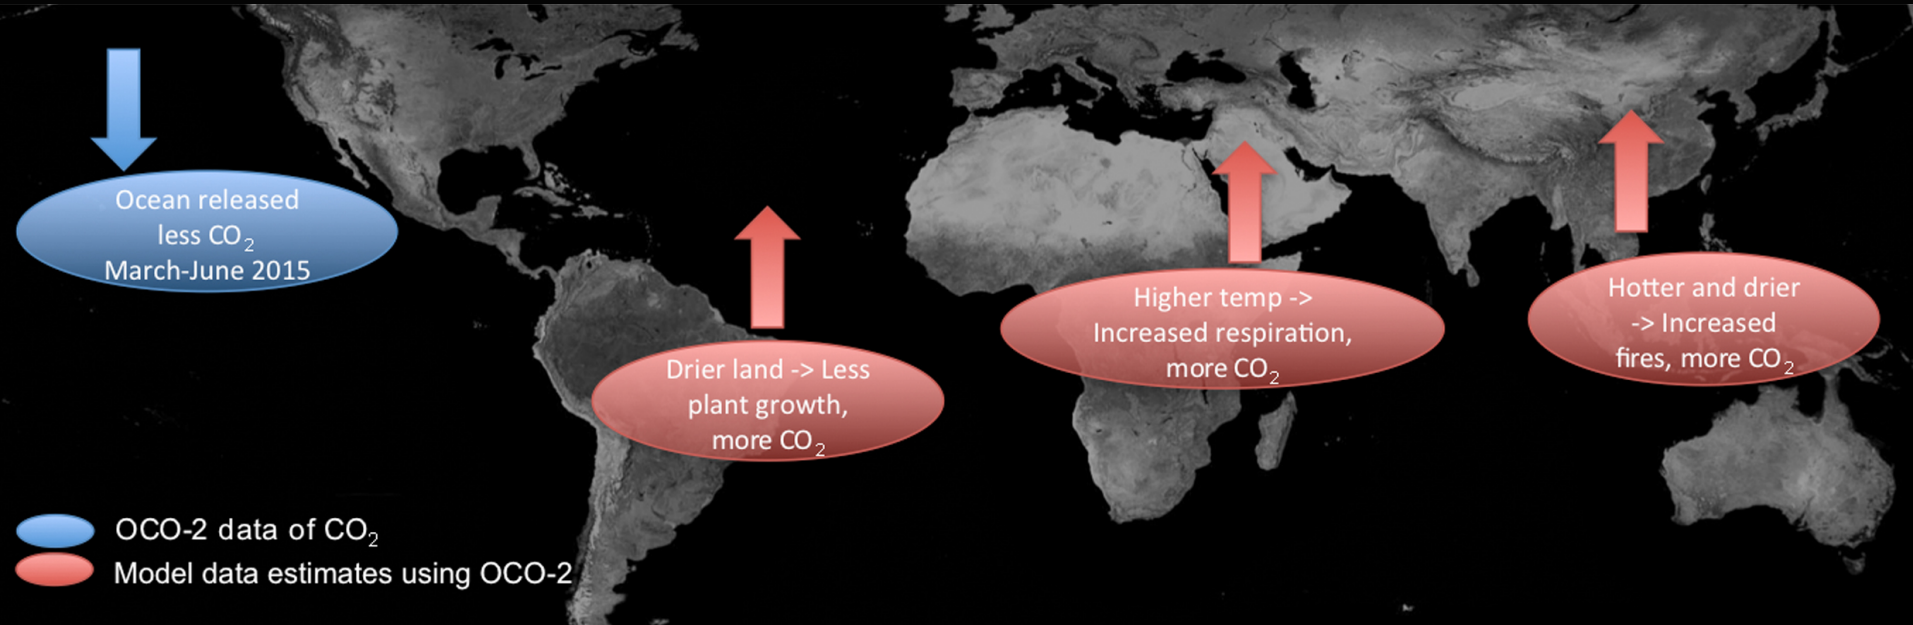 Ocean released
less CO₂
March-June 2015
Drier land -> Less
plant growth,
more CO₂
Higher temp ->
Increased respiration,
more CO₂
Hotter and drier
-> Increased
fires, more CO₂
OCO-2 data of CO₂
Model data estimates using OCO-2